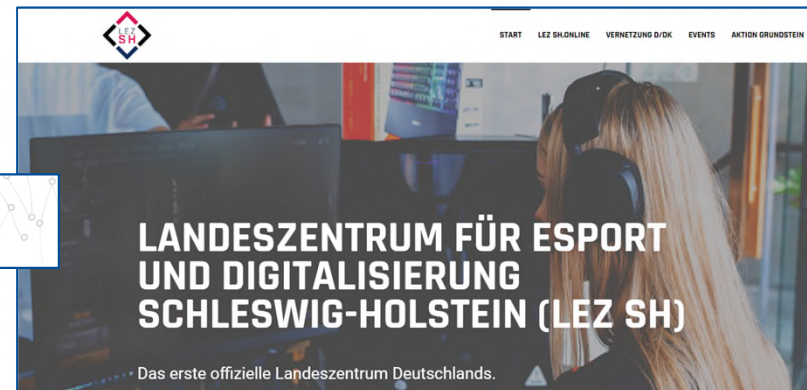 LEZ
SH
START LEZ SH.ONLINE VERNETZUNG D/DK EVENTS AKTION GRUNDSTEIN
LANDESZENTRUM FÜR ESPORT
UND DIGITALISIERUNG
SCHLESWIG-HOLSTEIN (LEZ SH)
Das erste offizielle Landeszentrum Deutschlands.